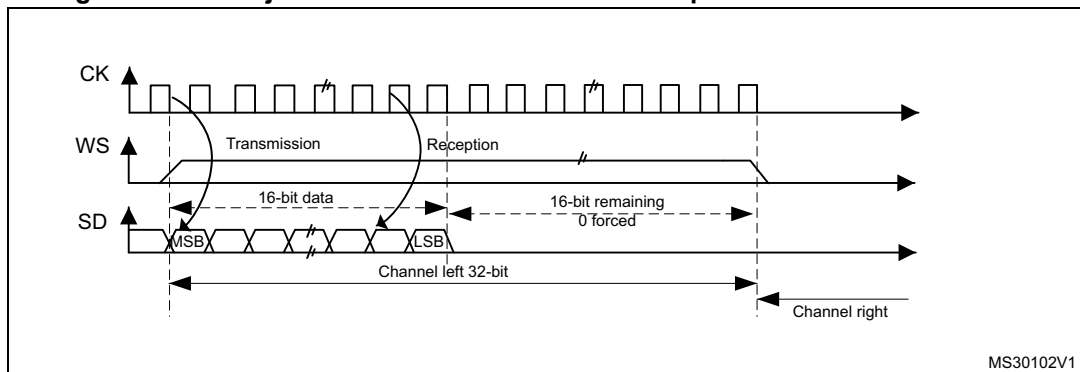 CK
WS
Transmission
Reception
16-bit data
16-bit remaining
0 forced
SD
MSB
LSB
Channel left 32-bit
Channel right
MS30102V1